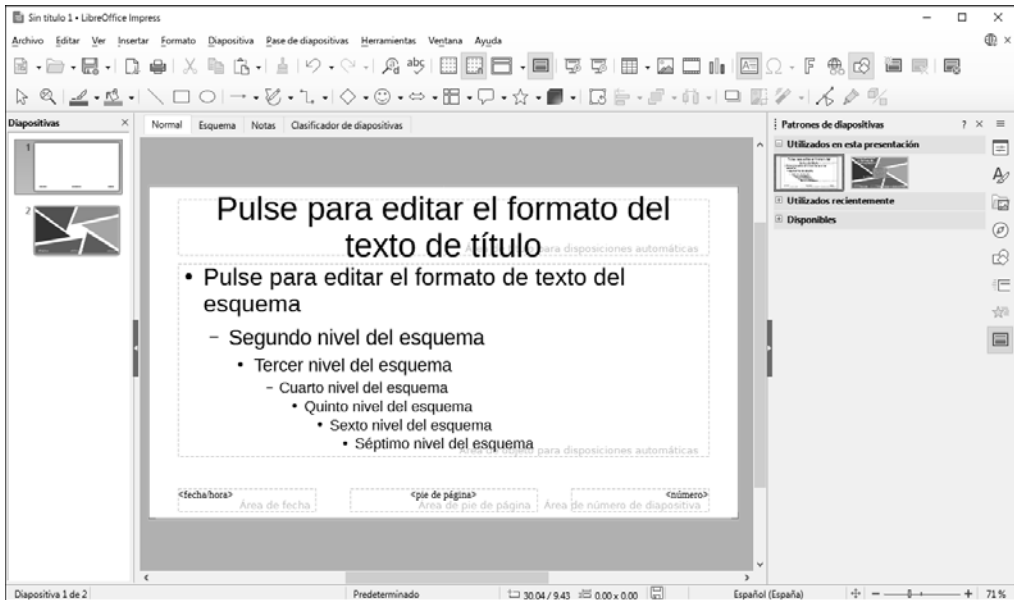 Sin título 1 • LibreOffice Impress
Archivo Editar Ver Insertar Formato Diapositiva Pase de diapositivas Herramientas Ventana Ayuda
Diapositivas
Normal Esquema Notas Clasificador de diapositivas
Patrones de diapositivas
Utilizados en esta presentación
Utilizados recientemente
Disponibles
1
2
Pulse para editar el formato del
texto de título
Área de título para disposiciones automáticas
• Pulse para editar el formato de texto del
esquema
– Segundo nivel del esquema
• Tercer nivel del esquema
– Cuarto nivel del esquema
• Quinto nivel del esquema
• Sexto nivel del esquema
• Séptimo nivel del esquema
Área de objeto para disposiciones automáticas
<fecha/hora> <pie de página> <número>
Área de fecha Área de pie de página Área de número de diapositiva
Diapositiva 1 de 2 Predeterminado 30.04 / 9.43 0.00 x 0.00 Español (España) 71%